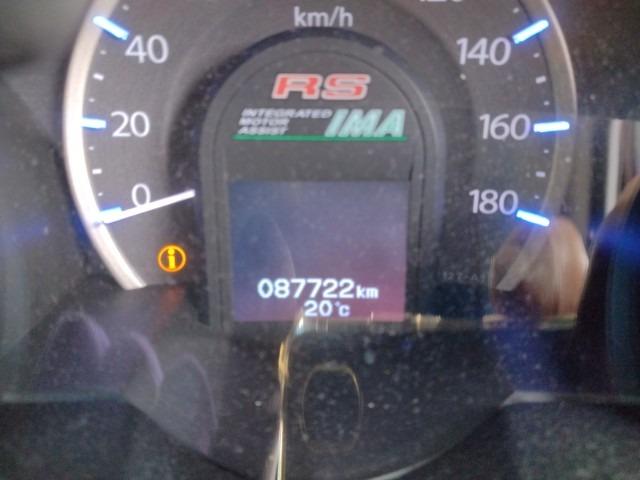 km/h
40
140
RS
INTEGRATED
MOTOR
ASSIST
IMA
20
160
0
180
i
087722km
20°C